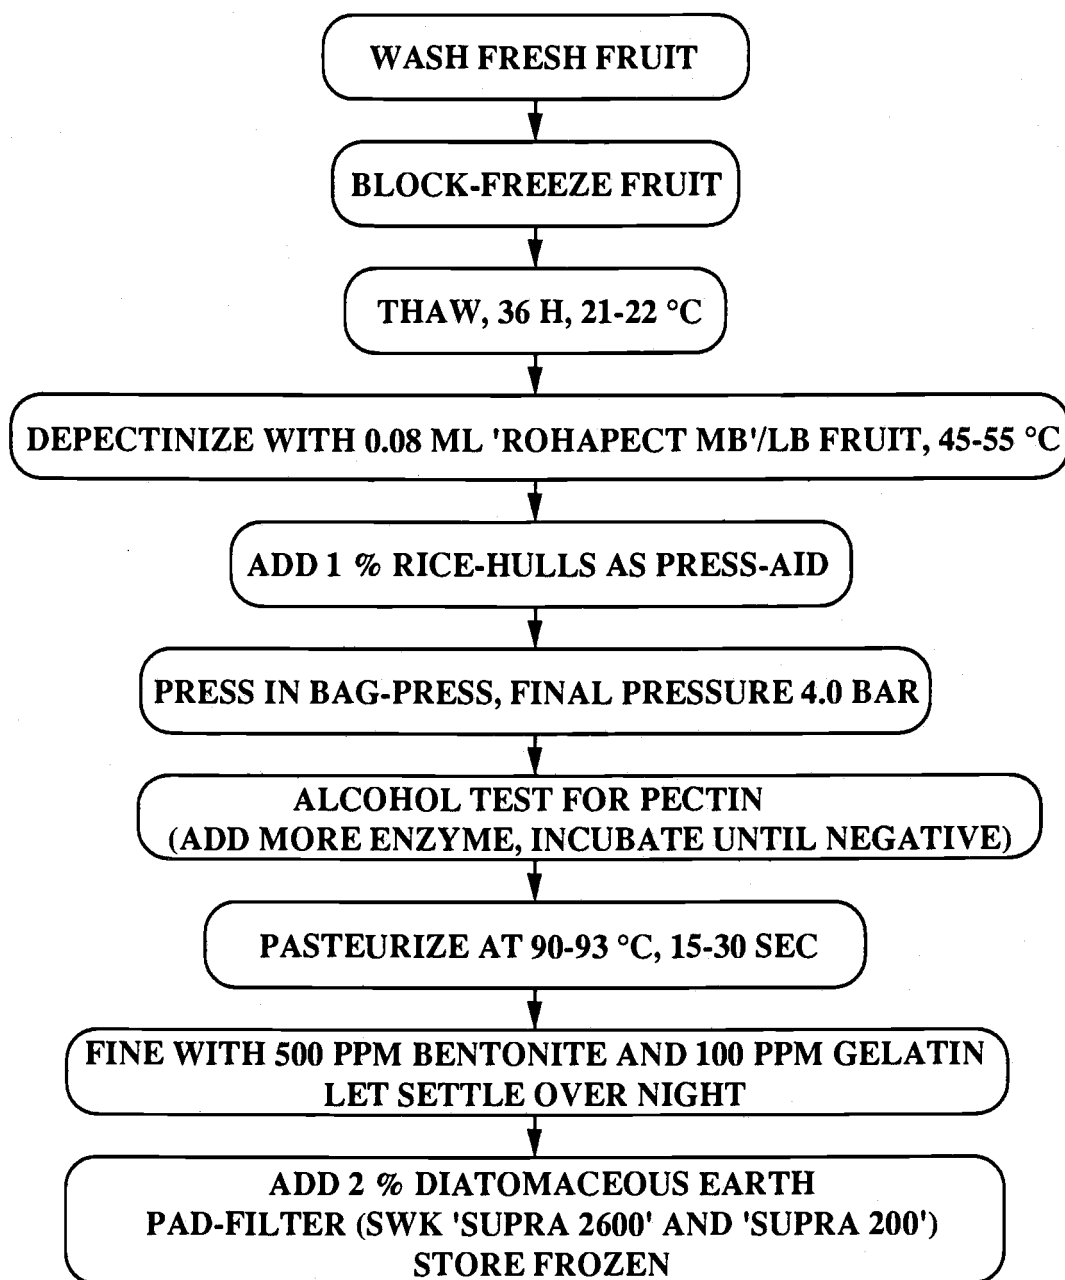 WASH FRESH FRUIT
BLOCK-FREEZE FRUIT
THAW, 36 H, 21-22 °C
DEPECTINIZE WITH 0.08 ML 'ROHAPECT MB'/LB FRUIT, 45-55 °C
ADD 1 % RICE-HULLS AS PRESS-AID
PRESS IN BAG-PRESS, FINAL PRESSURE 4.0 BAR
ALCOHOL TEST FOR PECTIN
(ADD MORE ENZYME, INCUBATE UNTIL NEGATIVE)
PASTEURIZE AT 90-93 °C, 15-30 SEC
FINE WITH 500 PPM BENTONITE AND 100 PPM GELATIN
LET SETTLE OVER NIGHT
ADD 2 % DIATOMACEOUS EARTH
PAD-FILTER (SWK 'SUPRA 2600' AND 'SUPRA 200')
STORE FROZEN